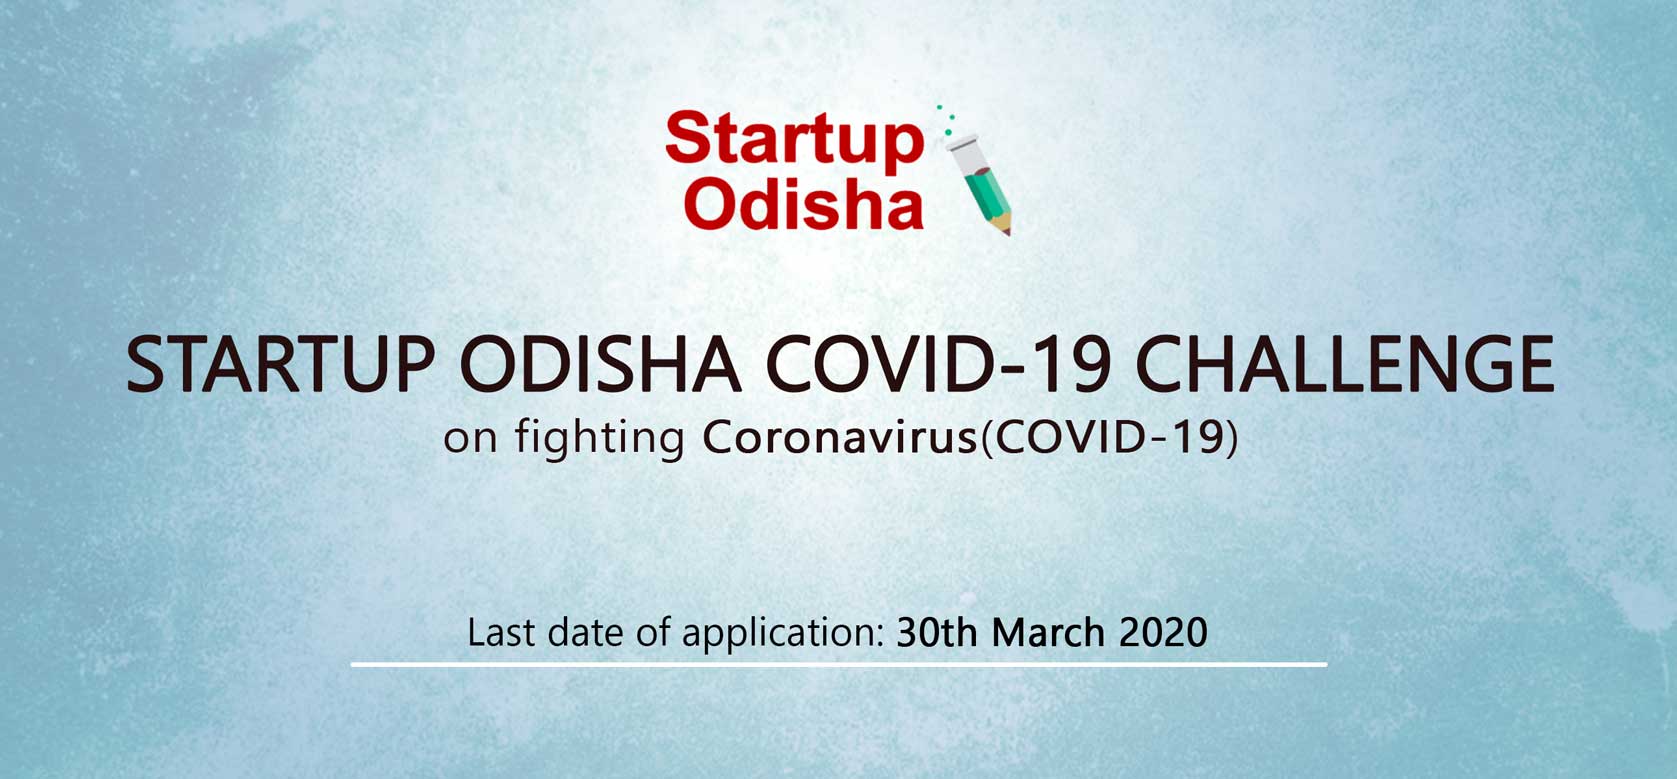 Startup
Odisha
STARTUP ODISHA COVID-19 CHALLENGE
on fighting Coronavirus(COVID-19)
Last date of application: 30th March 2020